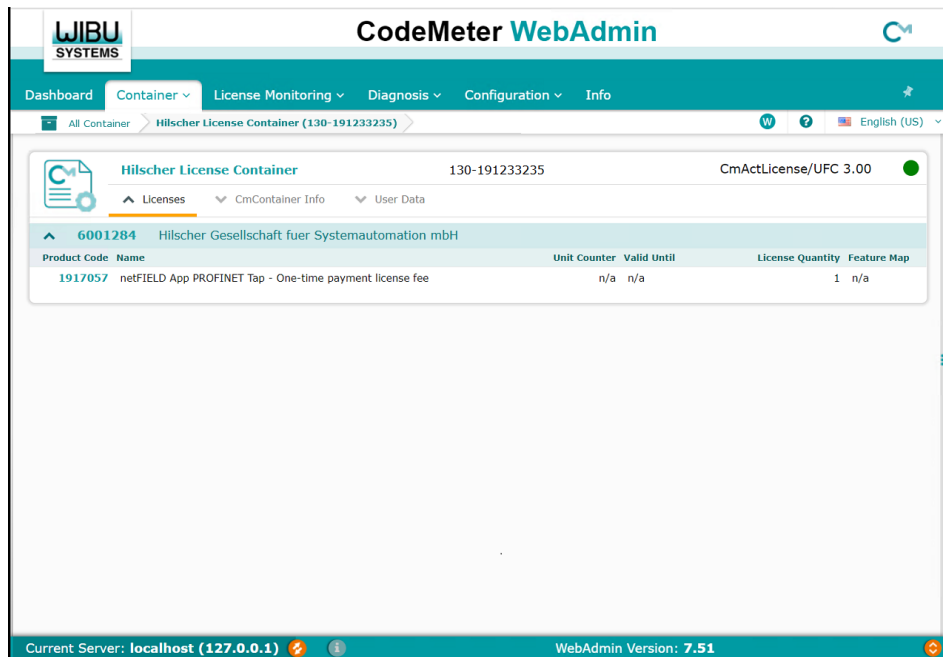 WIBU
SYSTEMS
CodeMeter WebAdmin
CM
Dashboard Container License Monitoring Diagnosis Configuration Info
All Container Hilscher License Container (130-191233235) W ? English (US)
CM Hilscher License Container 130-191233235 CmActLicense/UFC 3.00
Licenses CmContainer Info User Data
6001284 Hilscher Gesellschaft fuer Systemautomation mbH
Product Code Name Unit Counter Valid Until License Quantity Feature Map
1917057 netFIELD App PROFINET Tap - One-time payment license fee n/a n/a 1 n/a
Current Server: localhost (127.0.0.1) i WebAdmin Version: 7.51